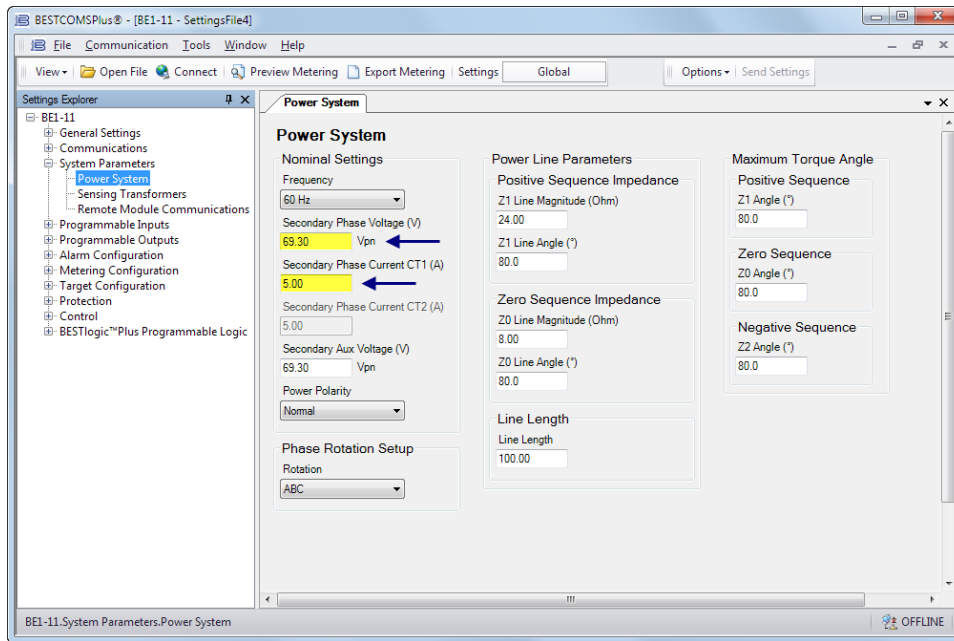 BESTCOMSPlus® - [BE1-11 - SettingsFile4]
File Communication Tools Window Help
View Open File Connect Preview Metering Export Metering Settings Global Options Send Settings
Settings Explorer
BE1-11
General Settings
Communications
System Parameters
Power System
Sensing Transformers
Remote Module Communications
Programmable Inputs
Programmable Outputs
Alarm Configuration
Metering Configuration
Target Configuration
Protection
Control
BESTlogic™Plus Programmable Logic
Power System
Power System
Nominal Settings
Frequency
60 Hz
Secondary Phase Voltage (V)
69.30 Vpn
Secondary Phase Current CT1 (A)
5.00
Secondary Phase Current CT2 (A)
5.00
Secondary Aux Voltage (V)
69.30 Vpn
Power Polarity
Normal
Phase Rotation Setup
Rotation
ABC
Power Line Parameters
Positive Sequence Impedance
Z1 Line Magnitude (Ohm)
24.00
Z1 Line Angle (°)
80.0
Zero Sequence Impedance
Z0 Line Magnitude (Ohm)
8.00
Z0 Line Angle (°)
80.0
Line Length
Line Length
100.00
Maximum Torque Angle
Positive Sequence
Z1 Angle (°)
80.0
Zero Sequence
Z0 Angle (°)
80.0
Negative Sequence
Z2 Angle (°)
80.0
BE1-11.System Parameters.Power System OFFLINE